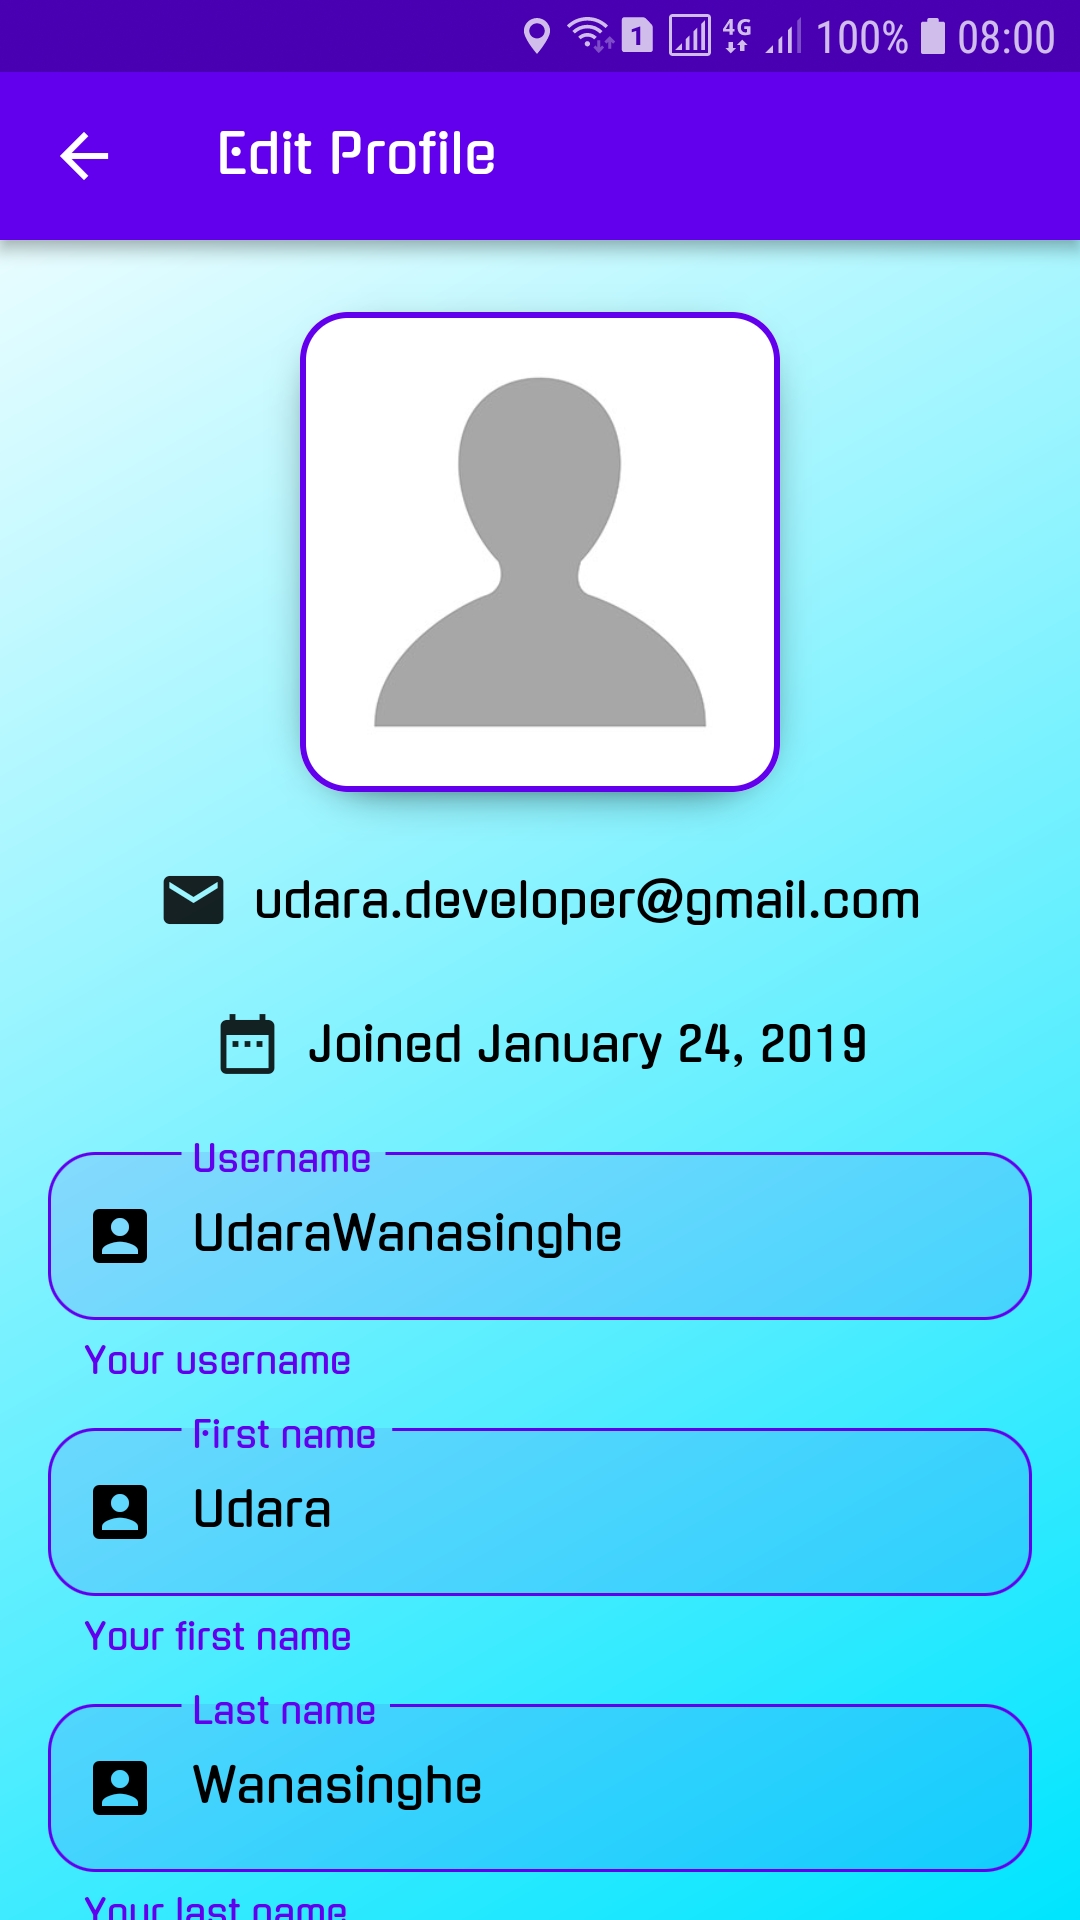 1 4G 100% 08:00
Edit Profile
udara.developer@gmail.com
Joined January 24, 2019
Username
UdaraWanasinghe
Your username
First name
Udara
Your first name
Last name
Wanasinghe
Your last name